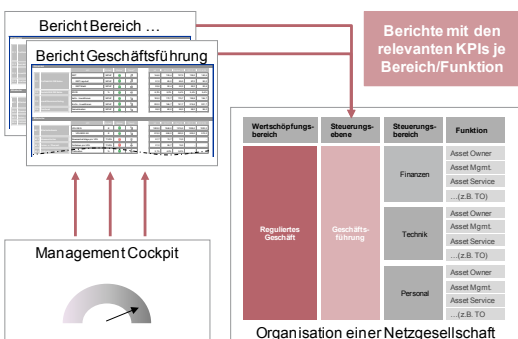 Bericht Bereich …
Bericht Geschäftsführung
Berichte mit den
relevanten KPIs je
Bereich/Funktion
Management Cockpit
Wertschöpfungs-
bereich
Steuerungs-
ebene
Steuerungs-
bereich
Funktion
Reguliertes
Geschäft
Geschäfts-
führung
Finanzen
Asset Owner
Asset Mgmt.
Asset Service
…(z.B. TO)
Technik
Asset Owner
Asset Mgmt.
Asset Service
…(z.B. TO)
Personal
Asset Owner
Asset Mgmt.
Asset Service
…(z.B. TO
Organisation einer Netzgesellschaft